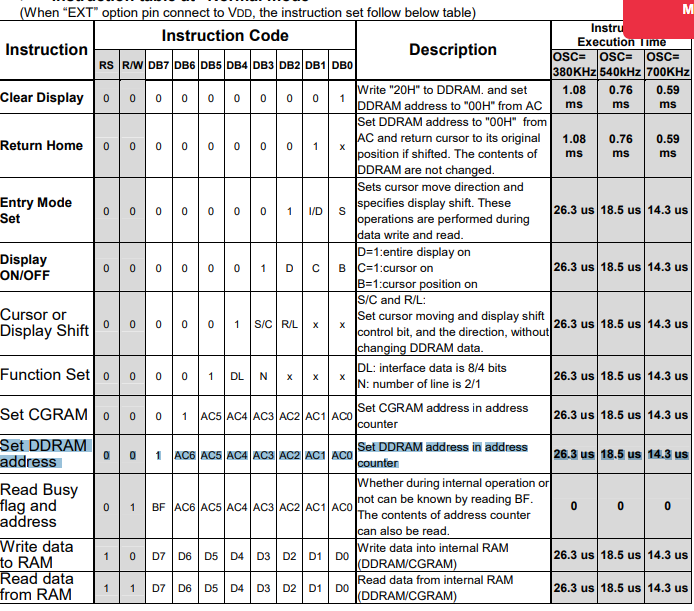 (When “EXT” option pin connect to VDD, the instruction set follow below table)
M
Instruction
Instruction Code
Description
Execution Time
RS R/W DB7 DB6 DB5 DB4 DB3 DB2 DB1 DB0
OSC= 380KHz
OSC= 540kHz
OSC= 700KHz
Clear Display
0 0 0 0 0 0 0 0 0 1
Write "20H" to DDRAM. and set
DDRAM address to "00H" from AC
1.08 ms
0.76 ms
0.59 ms
Return Home
0 0 0 0 0 0 0 0 1 x
Set DDRAM address to "00H" from
AC and return cursor to its original
position if shifted. The contents of
DDRAM are not changed.
1.08 ms
0.76 ms
0.59 ms
Entry Mode
Set
0 0 0 0 0 0 0 1 I/D S
Sets cursor move direction and
specifies display shift. These
operations are performed during
data write and read.
26.3 us 18.5 us 14.3 us
Display
ON/OFF
0 0 0 0 0 0 1 D C B
D=1:entire display on
C=1:cursor on
B=1:cursor position on
26.3 us 18.5 us 14.3 us
Cursor or
Display Shift
0 0 0 0 0 1 S/C R/L x x
S/C and R/L:
Set cursor moving and display shift
control bit, and the direction, without
changing DDRAM data.
26.3 us 18.5 us 14.3 us
Function Set
0 0 0 0 1 DL N x x x
DL: interface data is 8/4 bits
N: number of line is 2/1
26.3 us 18.5 us 14.3 us
Set CGRAM
0 0 0 1 AC5 AC4 AC3 AC2 AC1 AC0
Set CGRAM address in address
counter
26.3 us 18.5 us 14.3 us
Set DDRAM
address
0 0 1 AC6 AC5 AC4 AC3 AC2 AC1 AC0
Set DDRAM address in address
counter
26.3 us 18.5 us 14.3 us
Read Busy
flag and
address
0 1 BF AC6 AC5 AC4 AC3 AC2 AC1 AC0
Whether during internal operation or
not can be known by reading BF.
The contents of address counter
can also be read.
0 0 0
Write data
to RAM
1 0 D7 D6 D5 D4 D3 D2 D1 D0
Write data into internal RAM
(DDRAM/CGRAM)
26.3 us 18.5 us 14.3 us
Read data
from RAM
1 1 D7 D6 D5 D4 D3 D2 D1 D0
Read data from internal RAM
(DDRAM/CGRAM)
26.3 us 18.5 us 14.3 us